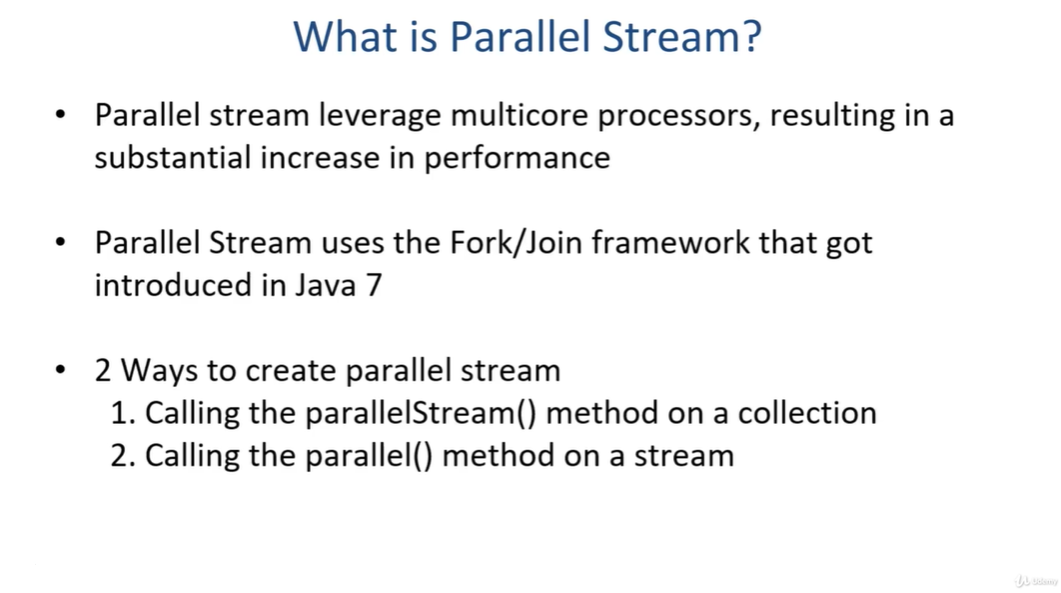 What is Parallel Stream?
• Parallel stream leverage multicore processors, resulting in a
substantial increase in performance
• Parallel Stream uses the Fork/Join framework that got
introduced in Java 7
• 2 Ways to create parallel stream
1. Calling the parallelStream() method on a collection
2. Calling the parallel() method on a stream
Udemy